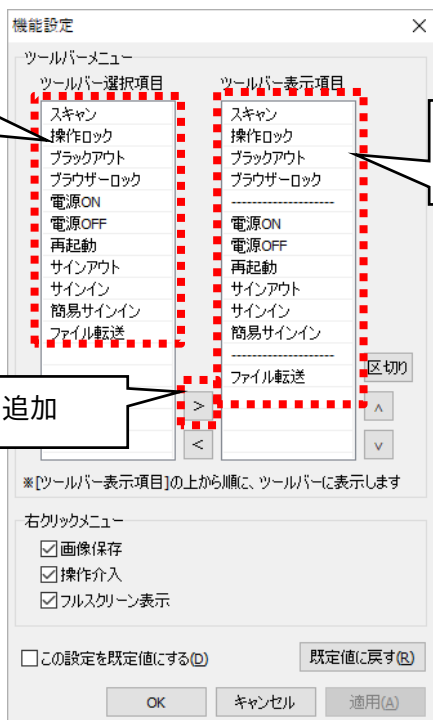 機能設定
ツールバーメニュー
ツールバー選択項目
スキャン
操作ロック
ブラックアウト
ブラウザーロック
電源ON
電源OFF
再起動
サインアウト
サインイン
簡易サインイン
ファイル転送
ツールバー表示項目
スキャン
操作ロック
ブラックアウト
ブラウザーロック
--------------------
電源ON
電源OFF
再起動
サインアウト
サインイン
簡易サインイン
--------------------
ファイル転送
区切り
追加
>
<
∧
∨
※[ツールバー表示項目]の上から順に、ツールバーに表示します
右クリックメニュー
画像保存
操作介入
フルスクリーン表示
この設定を既定値にする(D)
既定値に戻す(R)
OK
キャンセル
適用(A)